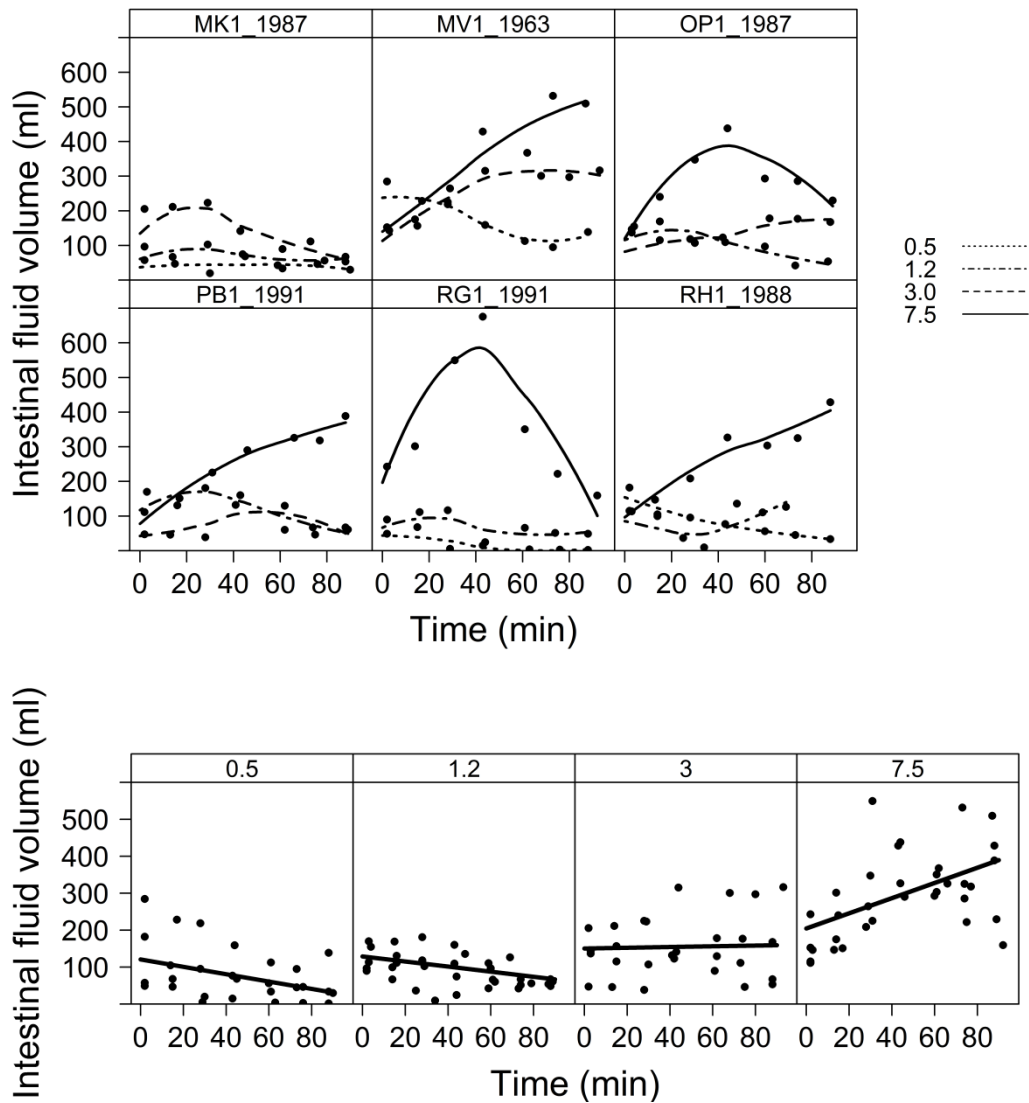 MK1_1987 MV1_1963 OP1_1987
600
500
400
300
200
100
Intestinal fluid volume (ml)
0.5
1.2
3.0
7.5
PB1_1991 RG1_1991 RH1_1988
600
500
400
300
200
100
0 20 40 60 80 0 20 40 60 80 0 20 40 60 80
Time (min)
Intestinal fluid volume (ml)
0.5 1.2 3 7.5
500
400
300
200
100
0 20 40 60 80 0 20 40 60 80 0 20 40 60 80 0 20 40 60 80
Time (min)